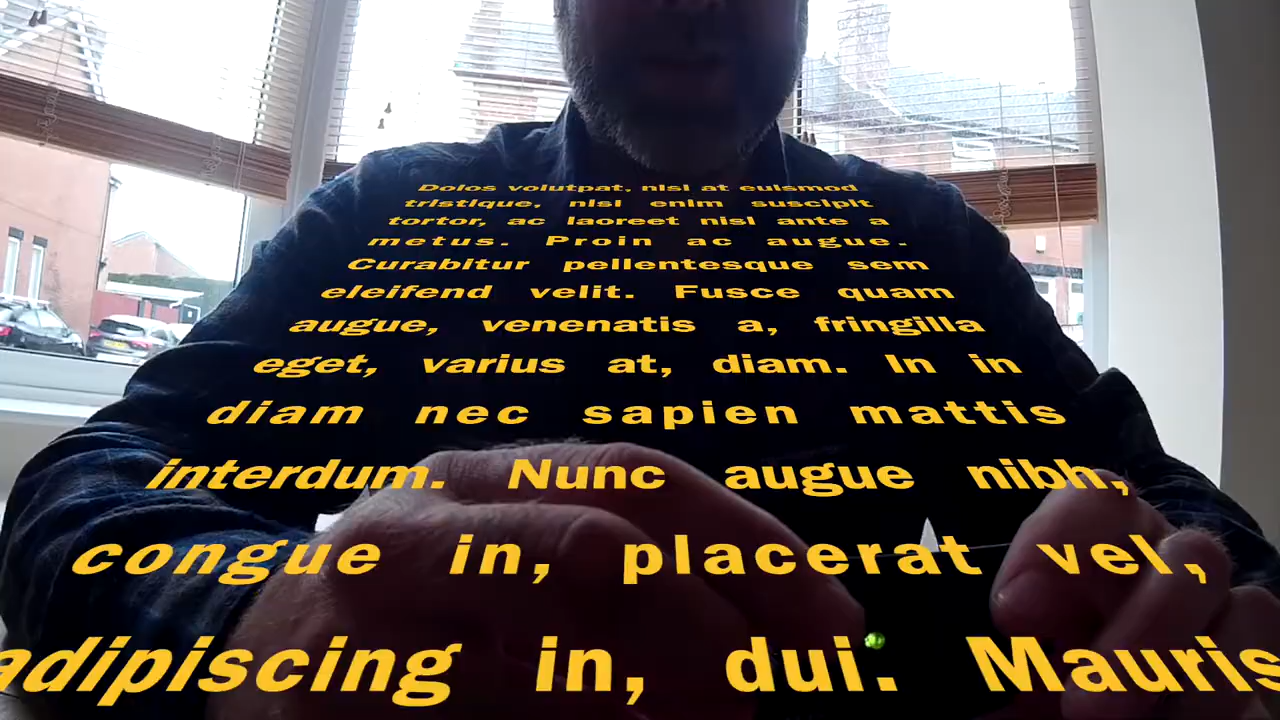 Dolos volutpat, nisl at euismod
tristique, nisi enim suscipit
tortor, ac laoreet nisl ante a
metus. Proin ac augue.
Curabitur pellentesque sem
eleifend velit. Fusce quam
augue, venenatis a, fringilla
eget, varius at, diam. In in
diam nec sapien mattis
interdum. Nunc augue nibh,
congue in, placerat vel,
adipiscing in, dui. Mauris